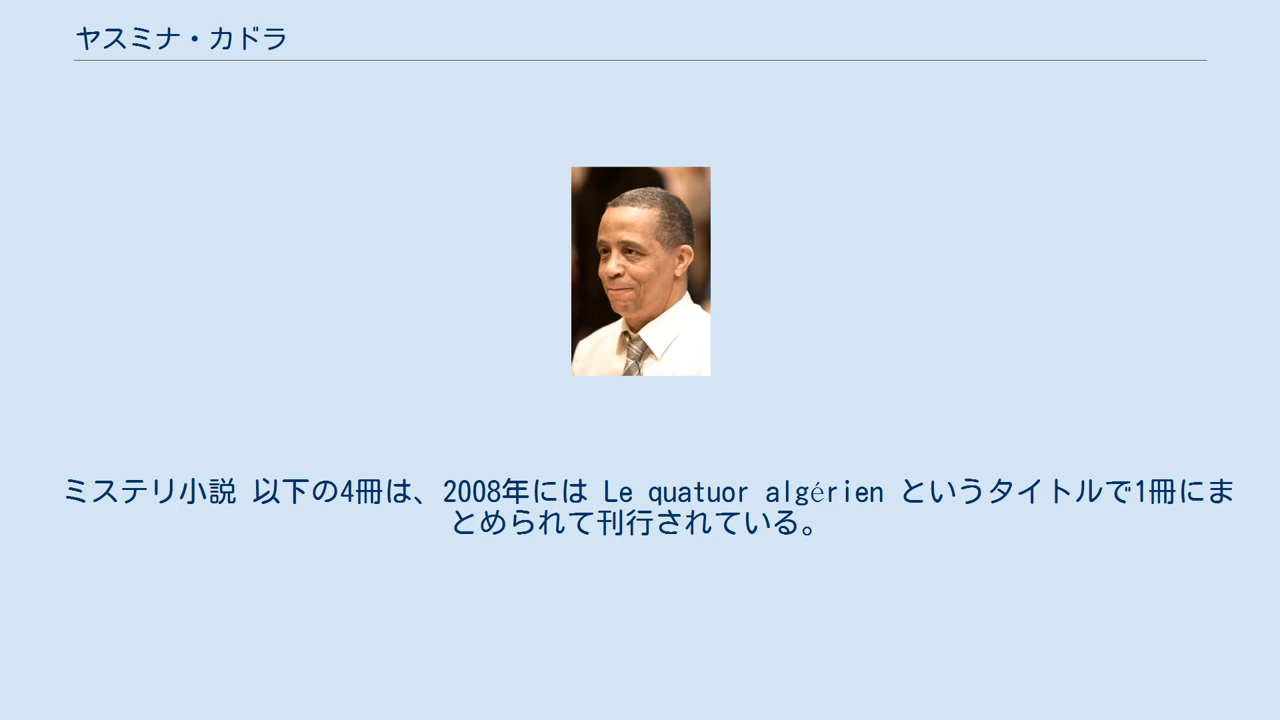 ヤスミナ・カドラ
ミステリ小説 以下の4冊は、2008年には Le quatuor algérien というタイトルで1冊にま
とめられて刊行されている。